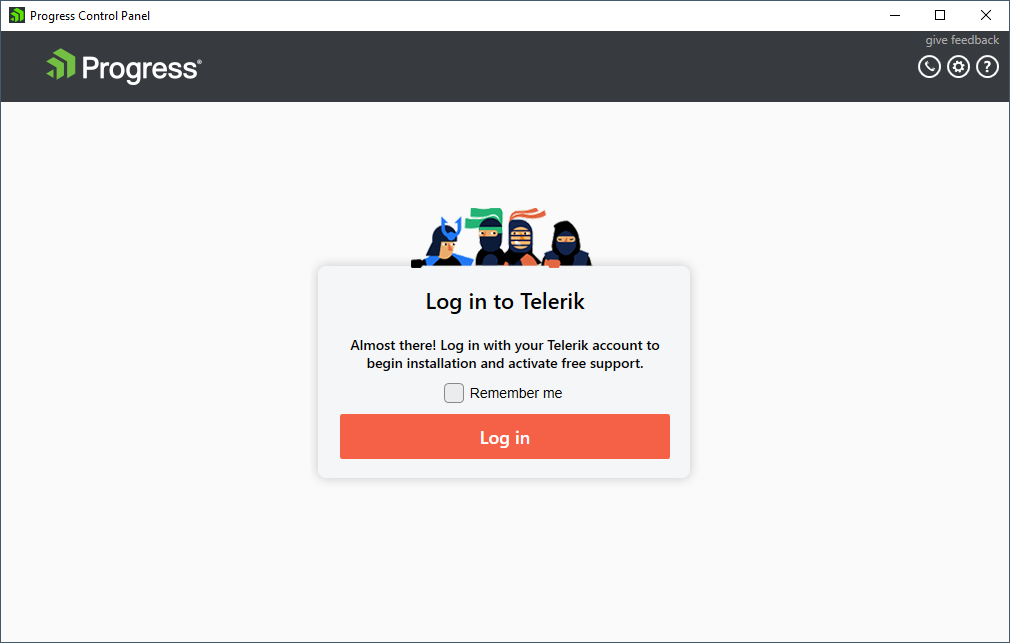 Progress Control Panel
give feedback
Progress®
Log in to Telerik
Almost there! Log in with your Telerik account to
begin installation and activate free support.
Remember me
Log in